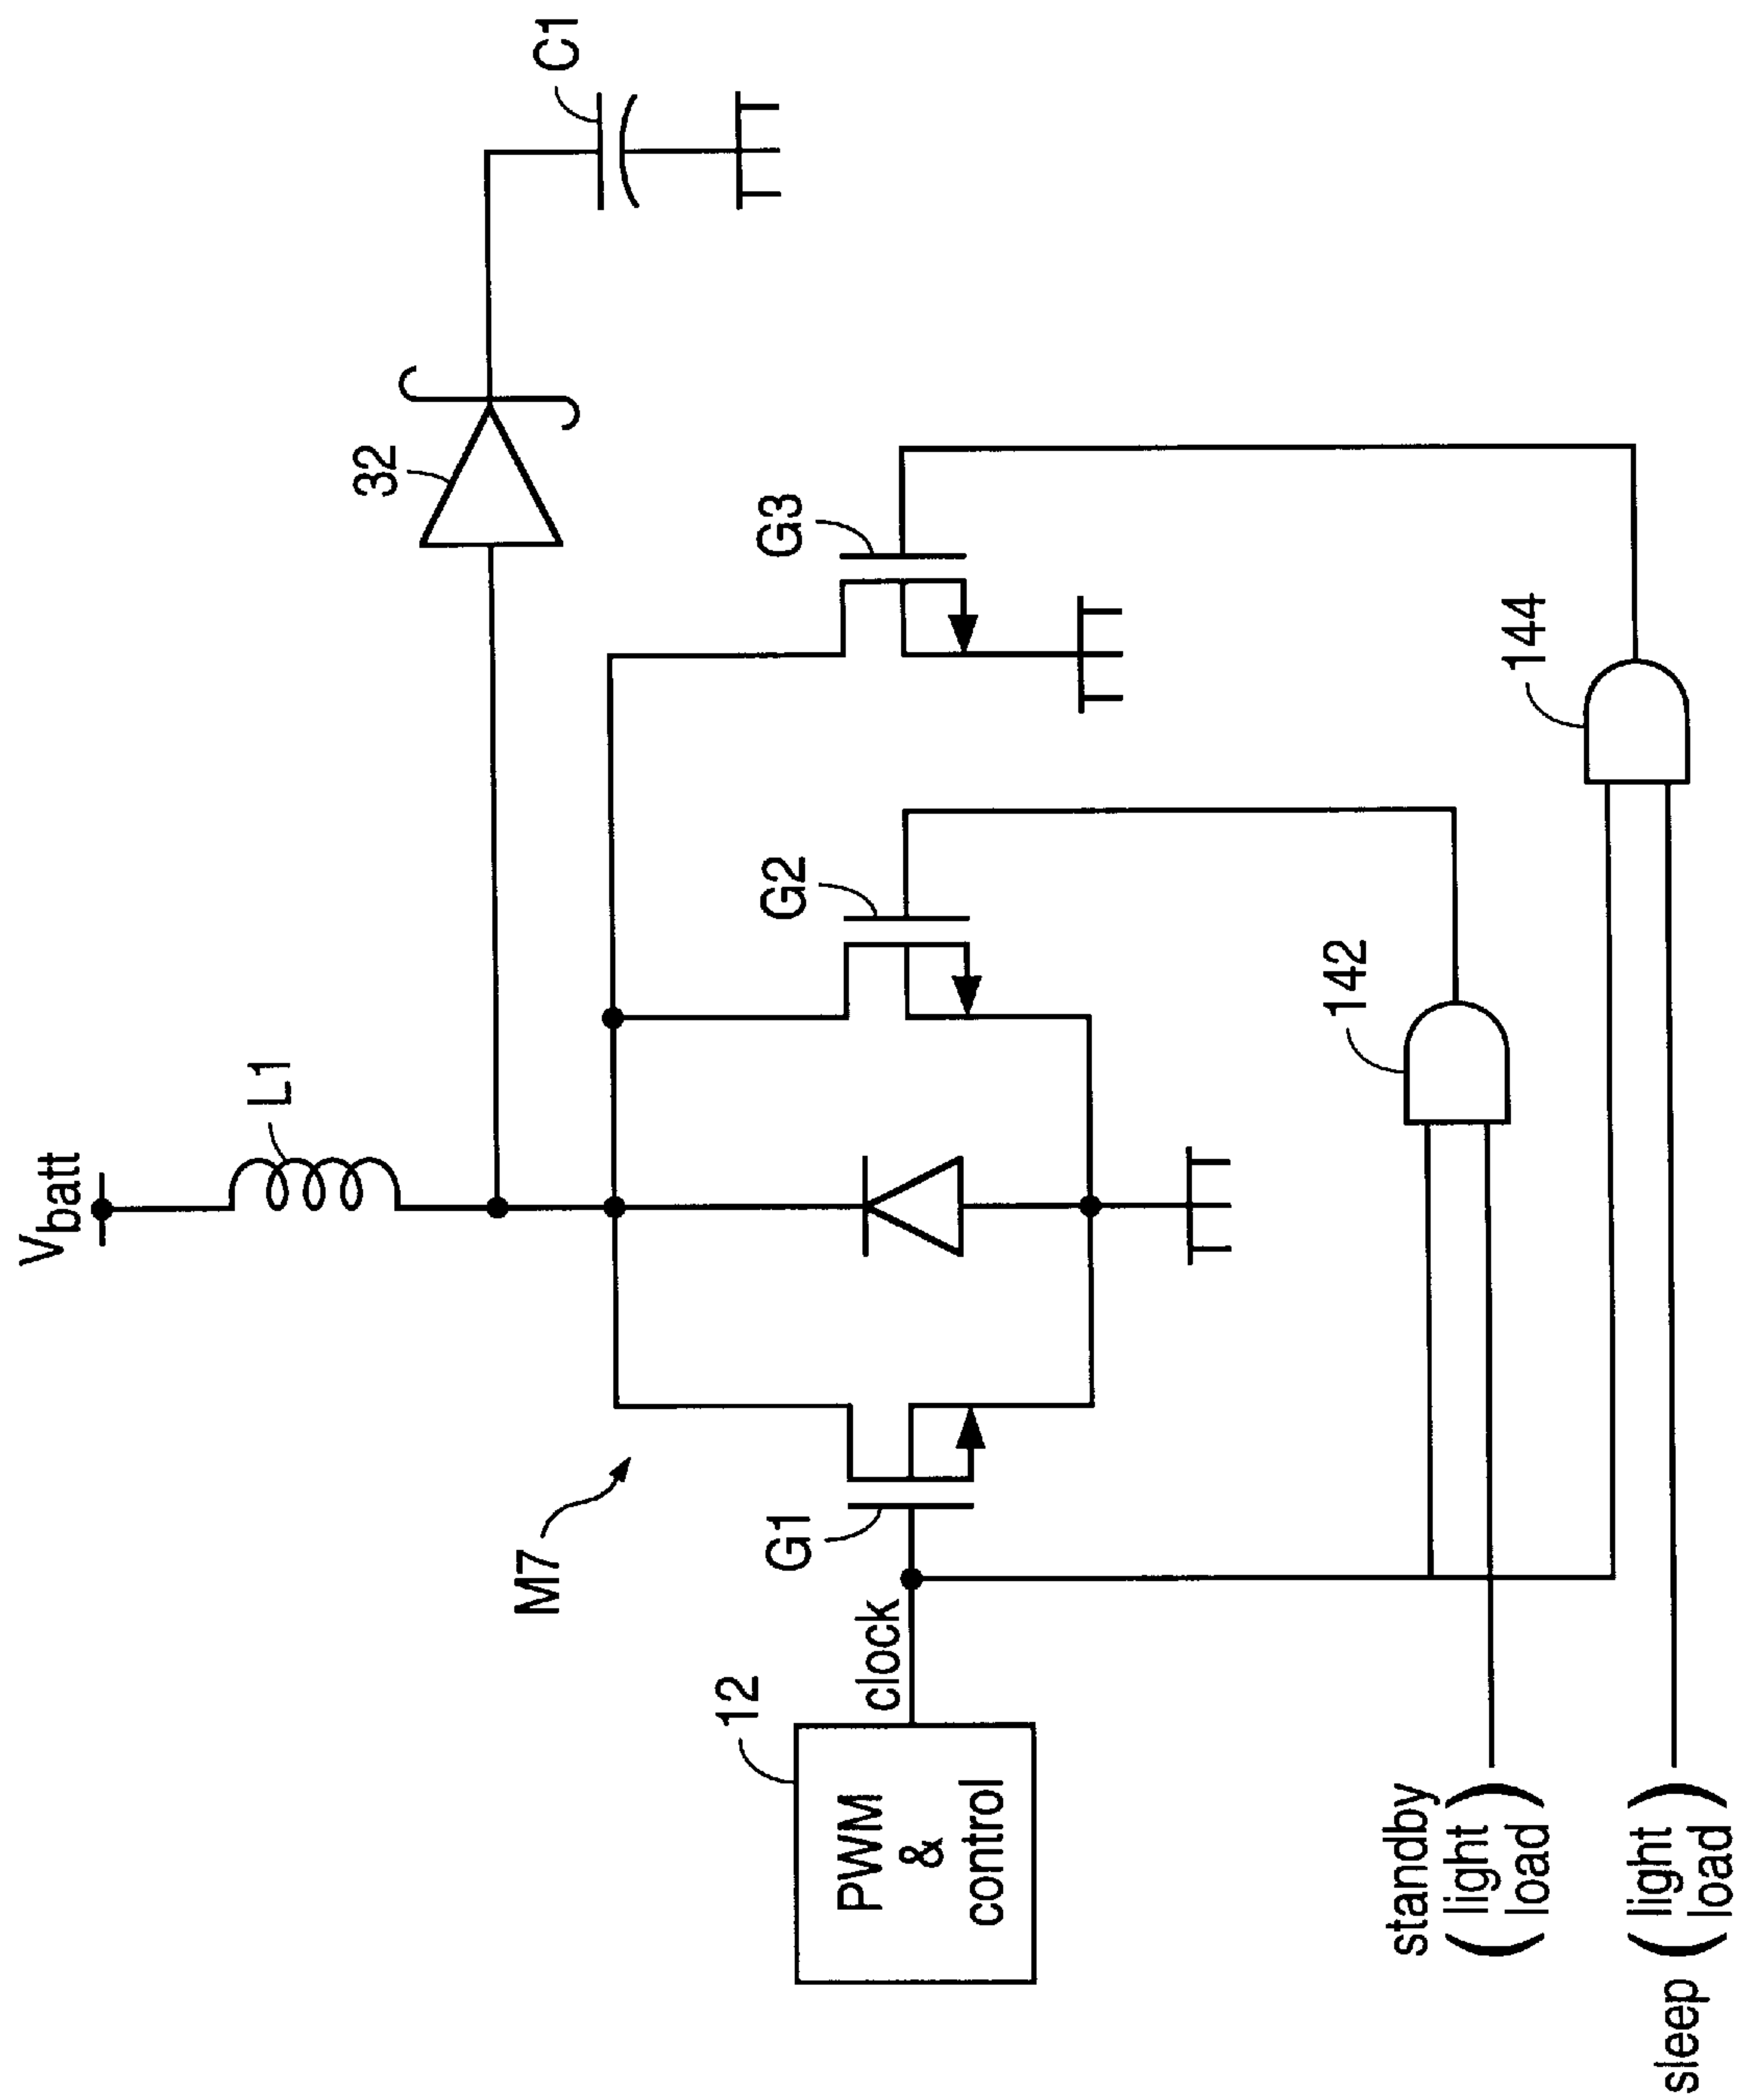 Vbatt
L1
32
C1
M7
12
G1
G2
G3
clock
PWM
&
control
142
144
standby
(light
load)
sleep (light
load)